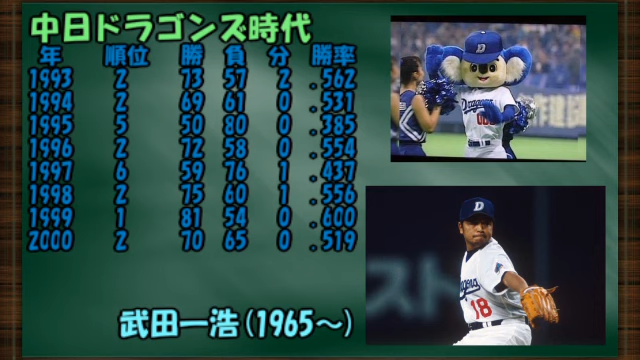 中日ドラゴンズ時代
年 順位 勝 負 分 勝率
1993 2 73 57 2 .562
1994 2 69 61 0 .531
1995 5 50 80 0 .385
1996 2 72 58 0 .554
1997 6 59 76 1 .437
1998 2 75 60 1 .556
1999 1 81 54 0 .600
2000 2 70 65 0 .519
武田一浩(1965~)
D
Dragons
D
Dragons
18